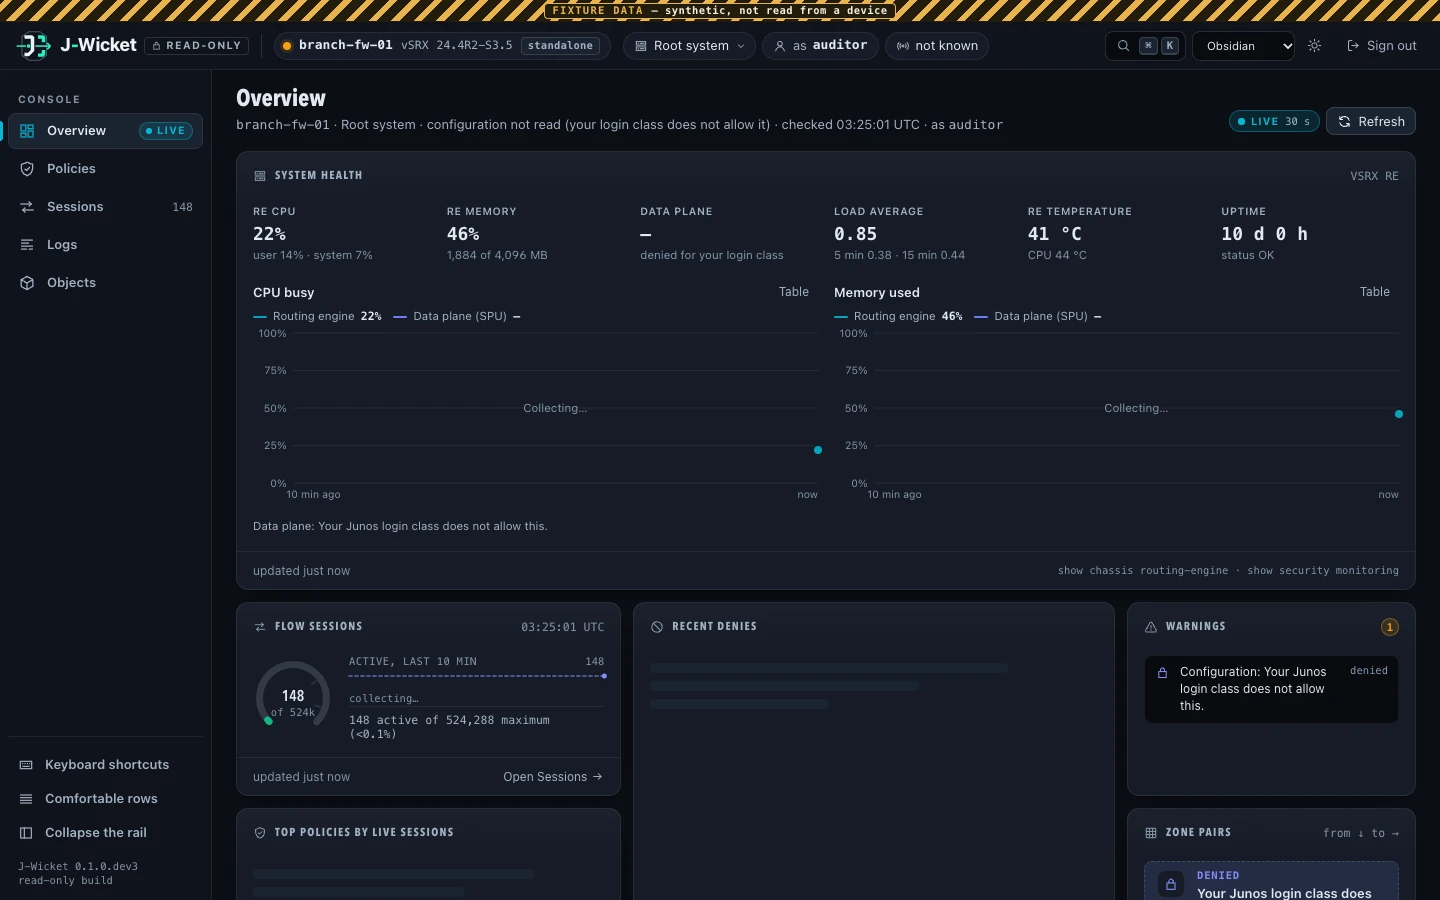 FIXTURE DATA — synthetic, not read from a device
J-Wicket READ-ONLY branch-fw-01 vSRX 24.4R2-S3.5 standalone Root system as auditor not known ⌘ K Obsidian Sign out
CONSOLE
Overview LIVE
Policies
Sessions 148
Logs
Objects
Keyboard shortcuts
Comfortable rows
Collapse the rail
J-Wicket 0.1.0.dev3
read-only build
Overview
branch-fw-01 · Root system · configuration not read (your login class does not allow it) · checked 03:25:01 UTC · as auditor
LIVE 30 s Refresh
SYSTEM HEALTH VSRX RE
RE CPU RE MEMORY DATA PLANE LOAD AVERAGE RE TEMPERATURE UPTIME
22% 46% — 0.85 41 °C 10 d 0 h
user 14% · system 7% 1,884 of 4,096 MB denied for your login class 5 min 0.38 · 15 min 0.44 CPU 44 °C status OK
CPU busy Table
Routing engine 22% Data plane (SPU) —
100%
75%
50% Collecting…
25%
0%
10 min ago now
Memory used Table
Routing engine 46% Data plane (SPU) —
100%
75%
50% Collecting…
25%
0%
10 min ago now
Data plane: Your Junos login class does not allow this.
updated just now show chassis routing-engine · show security monitoring
FLOW SESSIONS 03:25:01 UTC
148
of 524k
ACTIVE, LAST 10 MIN 148
collecting…
148 active of 524,288 maximum
(<0.1%)
updated just now Open Sessions →
TOP POLICIES BY LIVE SESSIONS
RECENT DENIES
WARNINGS 1
Configuration: Your Junos denied
login class does not allow
this.
ZONE PAIRS from ↓ to →
DENIED
Your Junos login class does